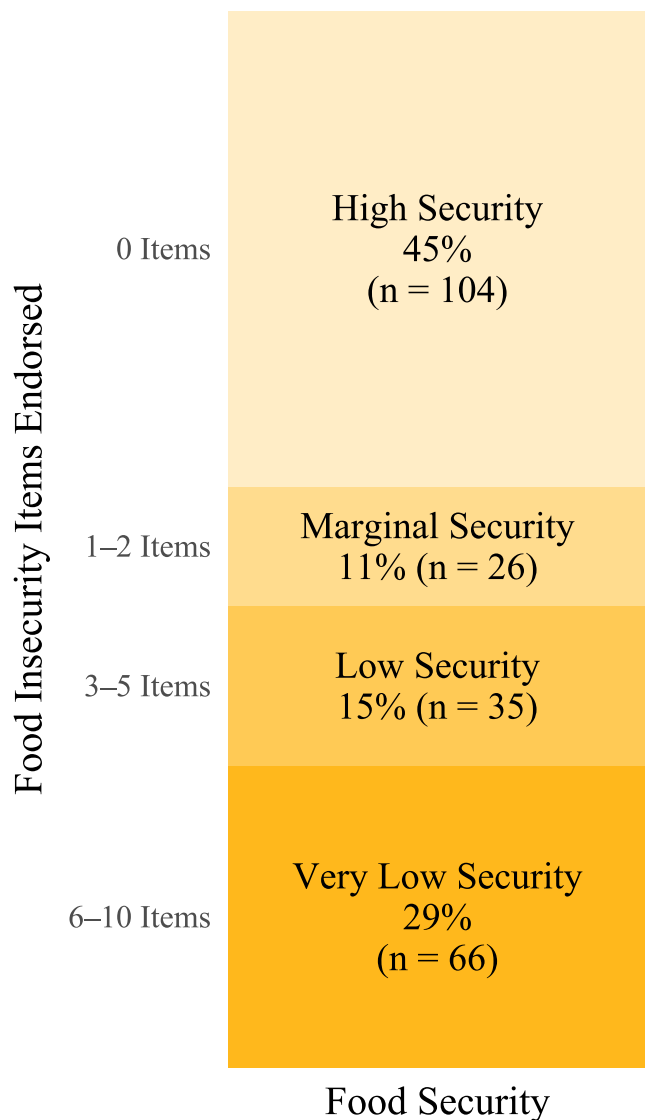 Food Insecurity Items Endorsed
0 Items
High Security
45%
(n = 104)
1–2 Items
Marginal Security
11% (n = 26)
3–5 Items
Low Security
15% (n = 35)
6–10 Items
Very Low Security
29%
(n = 66)
Food Security